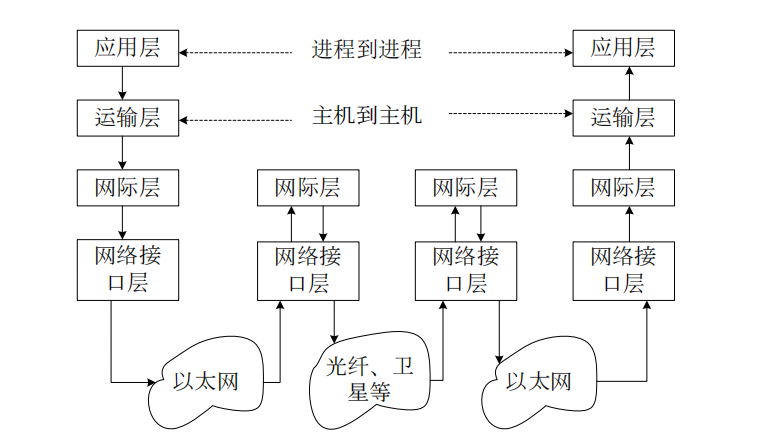 应用层
进程到进程
应用层
运输层
主机到主机
运输层
网际层
网际层
网际层
网际层
网络接
口层
网络接
口层
网络接
口层
网络接
口层
以太网
光纤、卫
星等
以太网